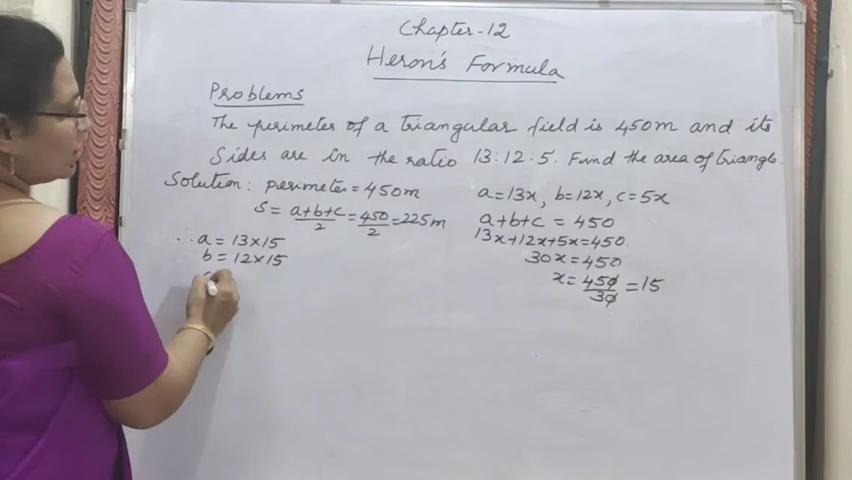 Chapter-12
Heron's Formula
Problems
The perimeter of a triangular field is 450m and its
Sides are in the ratio 13:12:5. Find the area of triangle.
Solution: perimeter = 450m
S = a+b+c/2 = 450/2 = 225m
∴ a = 13×15
b = 12×15
c
a=13x, b=12x, c=5x
a+b+c = 450
13x+12x+5x=450.
30x=450
x= 450/30 = 15